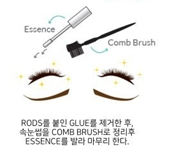 Essence
Comb Brush
RODS를 붙인 GLUE를 제거한 후,
속눈썹을 COMB BRUSH로 정리후
ESSENCE를 발라 마무리 한다.